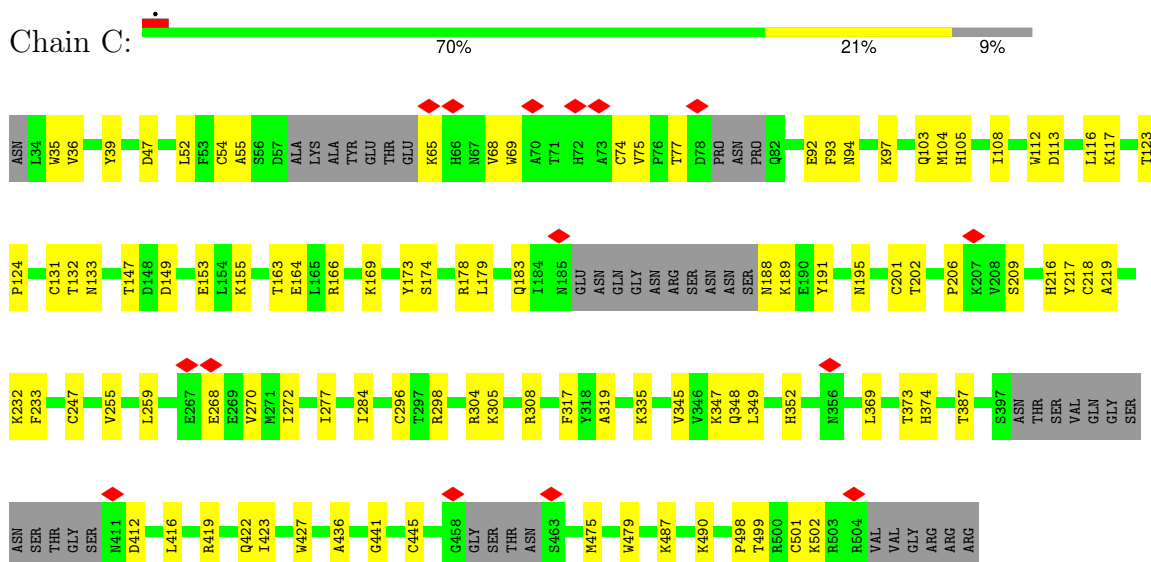 Chain C:
•
70% 21% 9%
ASN L34 W35 V36 Y39 D47 L52 F53 C54 A55 S56 D57 ALA LYS ALA TYR GLU THR GLU K65 H66 N67 V68 W69 A70 T71 H72 A73 C74 V75 P76 T77 D78 PRO ASN PRO Q82 E92 F93 N94 K97 Q103 M104 H105 I108 W112 D113 L116 K117 T123
P124 C131 T132 N133 T147 D148 D149 E153 L154 K155 T163 E164 L165 R166 K169 Y173 S174 R178 L179 Q183 I184 N185 GLU ASN GLN GLY ASN ARG SER ASN ASN SER N188 K189 E190 Y191 N195 C201 T202 P206 K207 V208 S209 H216 Y217 C218 A219
K232 F233 C247 V255 L259 E267 E268 E269 V270 M271 I272 I277 I284 C296 T297 R298 R304 K305 R308 F317 Y318 A319 K335 V345 V346 K347 Q348 L349 H352 N356 L369 T373 H374 T387 S397 ASN THR SER VAL GLN GLY SER
ASN SER THR GLY SER N411 D412 L416 R419 Q422 I423 W427 A436 G441 C445 G458 GLY SER THR ASN S463 M475 W479 K487 K490 P498 T499 R500 C501 K502 R503 R504 VAL VAL GLY ARG ARG ARG